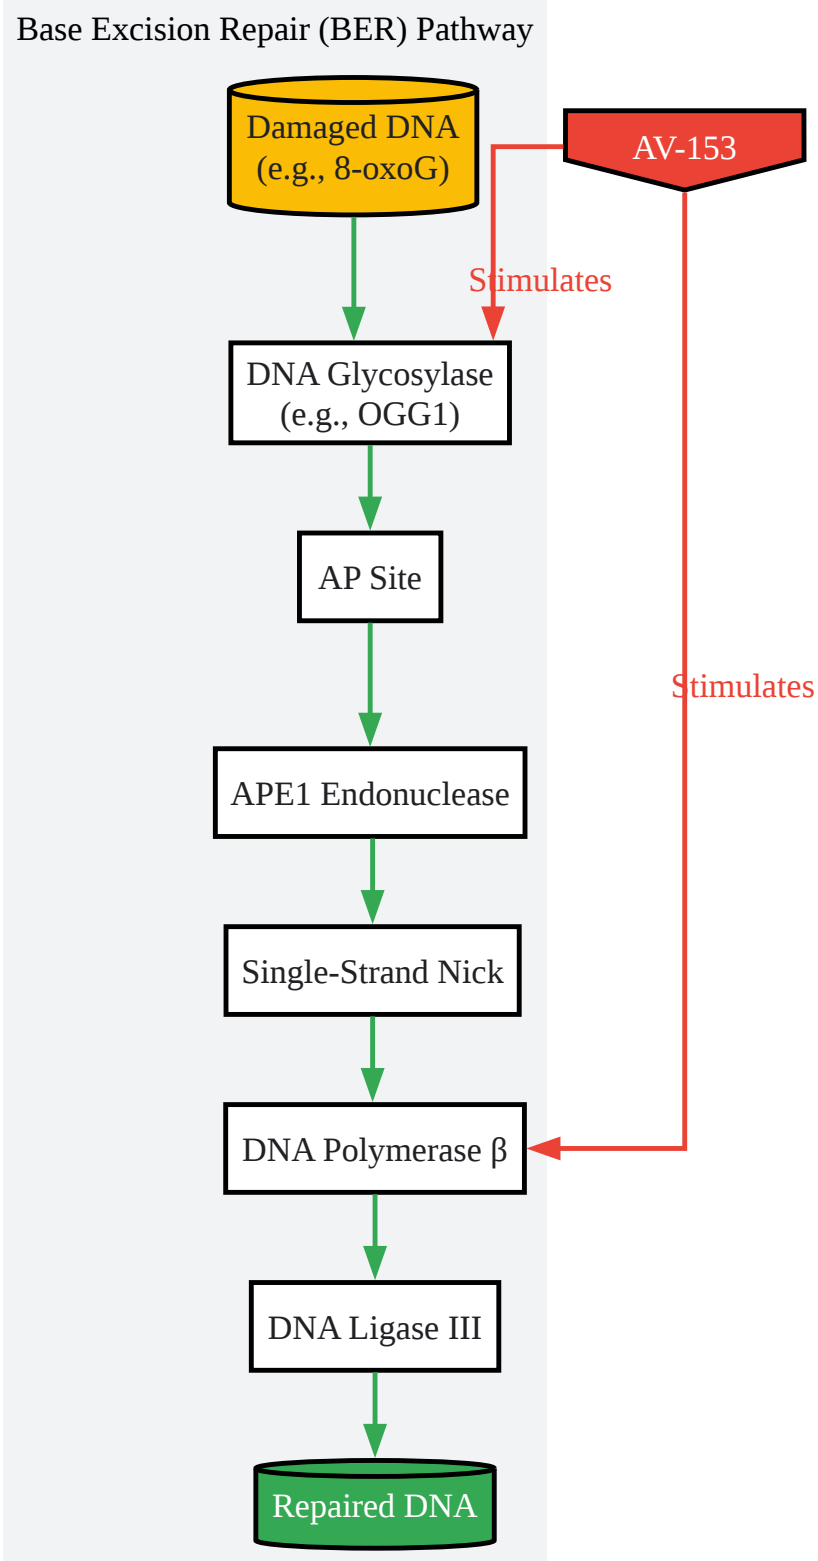 Base Excision Repair (BER) Pathway
Damaged DNA
(e.g., 8-oxoG)
AV-153
Stimulates
DNA Glycosylase
(e.g., OGG1)
AP Site
Stimulates
APE1 Endonuclease
Single-Strand Nick
DNA Polymerase β
DNA Ligase III
Repaired DNA